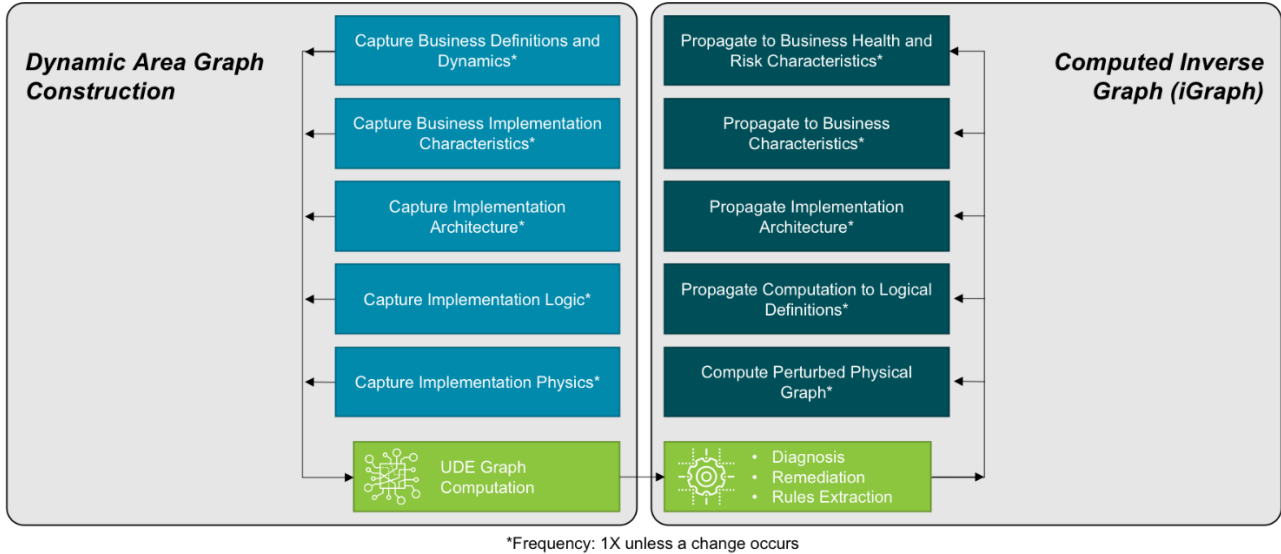 Dynamic Area Graph
Construction
Capture Business Definitions and
Dynamics*
Capture Business Implementation
Characteristics*
Capture Implementation
Architecture*
Capture Implementation Logic*
Capture Implementation Physics*
UDE Graph
Computation
Computed Inverse
Graph (iGraph)
Propagate to Business Health and
Risk Characteristics*
Propagate to Business
Characteristics*
Propagate Implementation
Architecture*
Propagate Computation to Logical
Definitions*
Compute Perturbed Physical
Graph*
• Diagnosis
• Remediation
• Rules Extraction
*Frequency: 1X unless a change occurs